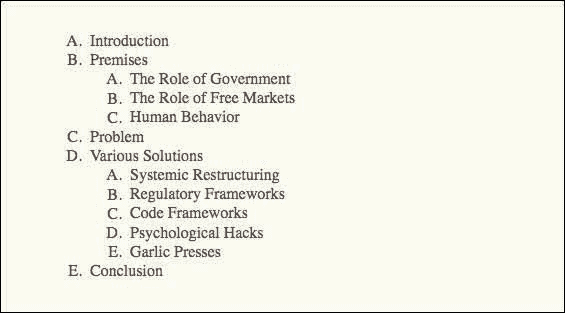 A. Introduction
B. Premises
A. The Role of Government
B. The Role of Free Markets
C. Human Behavior
C. Problem
D. Various Solutions
A. Systemic Restructuring
B. Regulatory Frameworks
C. Code Frameworks
D. Psychological Hacks
E. Garlic Presses
E. Conclusion